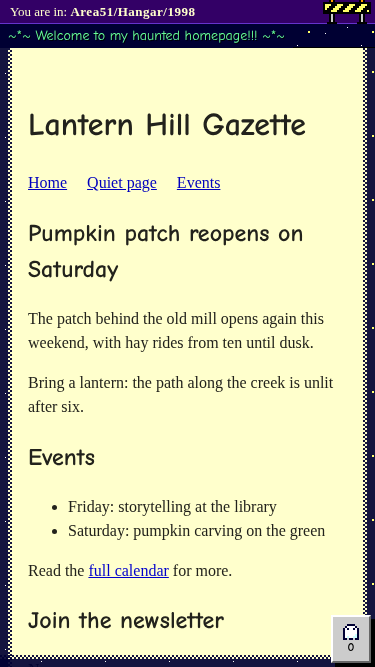 You are in: Area51/Hangar/1998
~*~ Welcome to my haunted homepage!!! ~*~
Lantern Hill Gazette
Home Quiet page Events
Pumpkin patch reopens on
Saturday
The patch behind the old mill opens again this
weekend, with hay rides from ten until dusk.
Bring a lantern: the path along the creek is unlit
after six.
Events
Friday: storytelling at the library
Saturday: pumpkin carving on the green
Read the full calendar for more.
Join the newsletter
0